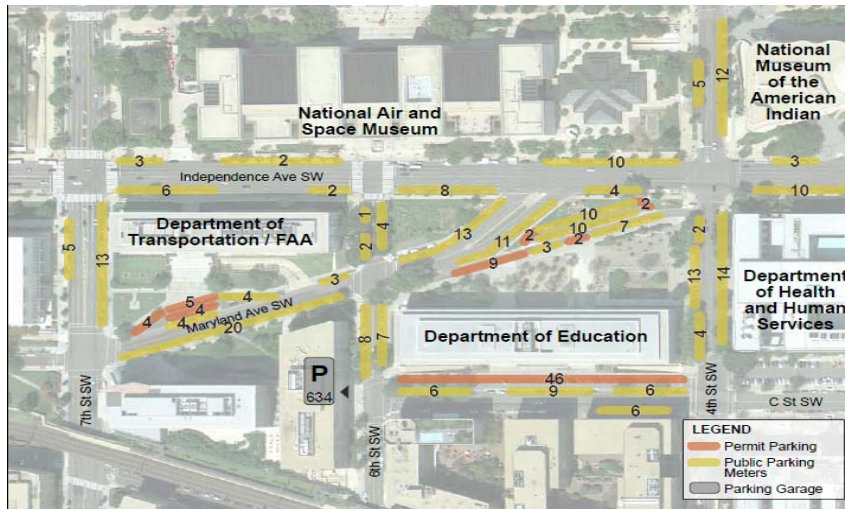 12
5
National
Museum
of the
American
Indian
National Air and
Space Museum
3
2
10
3
Independence Ave SW
6
2
8
4
10
Department of
Transportation / FAA
1
4
2
5
13
13
11
2
10
10
2
7
2
3
2
9
2
13
14
4
Department
of Health
and Human
Services
3
5
4
4
4
4
Maryland Ave SW
20
8
7
Department of Education
P
634
46
6
9
6
6
7th St SW
6th St SW
4th St SW
C St SW
LEGEND
Permit Parking
Public Parking
Meters
Parking Garage